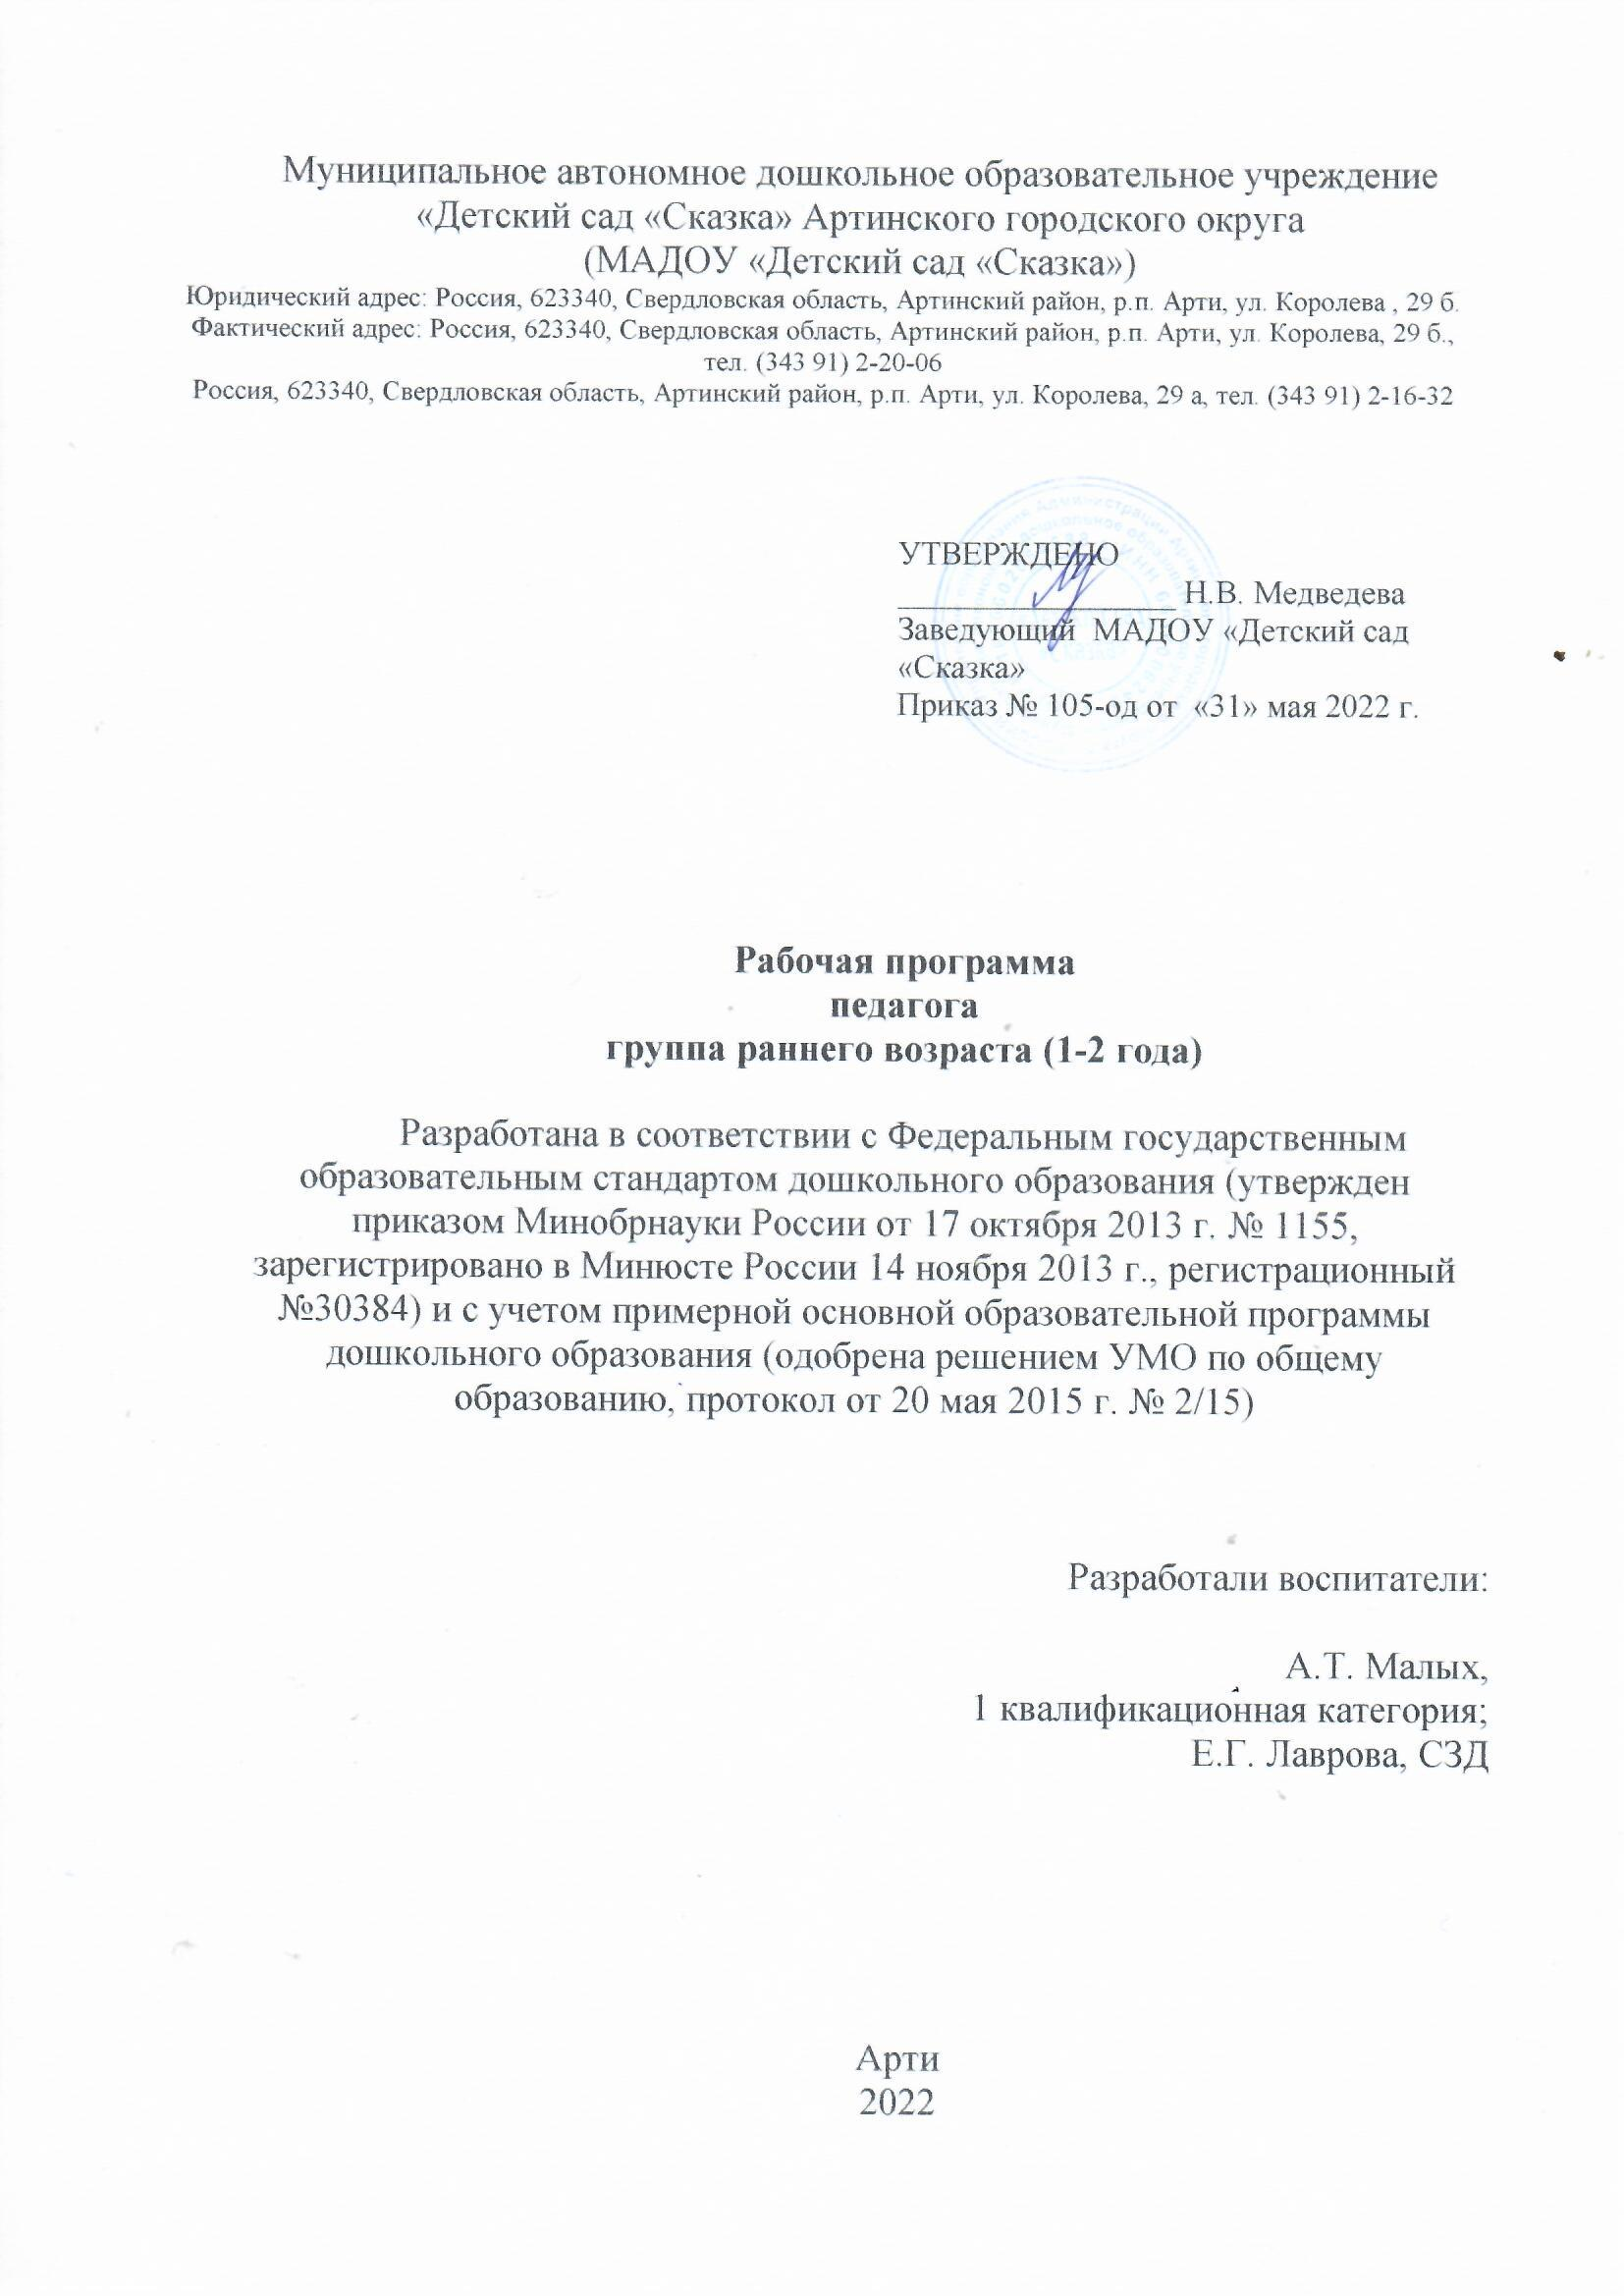 Муниципальное автономное дошкольное образовательное учреждение
«Детский сад «Сказка» Артинского городского округа
(МАДОУ «Детский сад «Сказка»)
Юридический адрес: Россия, 623340, Свердловская область, Артинский район, р.п. Арти, ул. Королева , 29 б.
Фактический адрес: Россия, 623340, Свердловская область, Артинский район, р.п. Арти, ул. Королева, 29 б.,
тел. (343 91) 2-20-06
Россия, 623340, Свердловская область, Артинский район, р.п. Арти, ул. Королева, 29 а, тел. (343 91) 2-16-32
УТВЕРЖДЕНО
________________ Н.В. Медведева
Заведующий МАДОУ «Детский сад
«Сказка»
Приказ № 105-од от «31» мая 2022 г.
Рабочая программа
педагога
группа раннего возраста (1-2 года)
Разработана в соответствии с Федеральным государственным
образовательным стандартом дошкольного образования (утвержден
приказом Минобрнауки России от 17 октября 2013 г. № 1155,
зарегистрировано в Минюсте России 14 ноября 2013 г., регистрационный
№30384) и с учетом примерной основной образовательной программы
дошкольного образования (одобрена решением УМО по общему
образованию, протокол от 20 мая 2015 г. № 2/15)
Разработали воспитатели:
А.Т. Малых,
1 квалификационная категория;
Е.Г. Лаврова, СЗД
Арти
2022